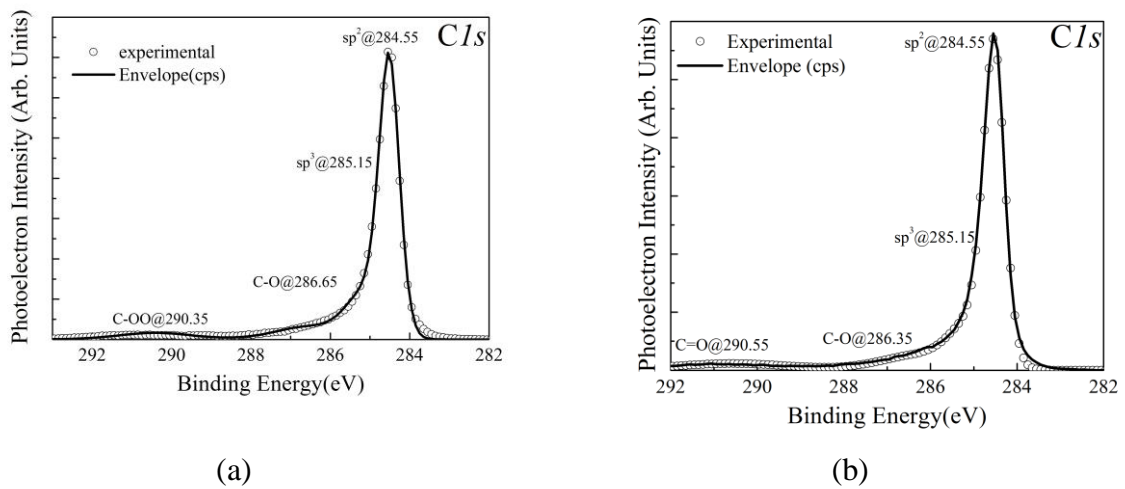 Photoelectron Intensity (Arb. Units)
experimental
Envelope(cps)
sp²@284.55
C1s
sp³@285.15
C-O@286.65
C-OO@290.35
292 290 288 286 284 282
Binding Energy(eV)
(a)
Photoelectron Intensity (Arb. Units)
Experimental
Envelope (cps)
sp²@284.55
C1s
sp³@285.15
C-O@286.35
C=O@290.55
292 290 288 286 284 282
Binding Energy(eV)
(b)